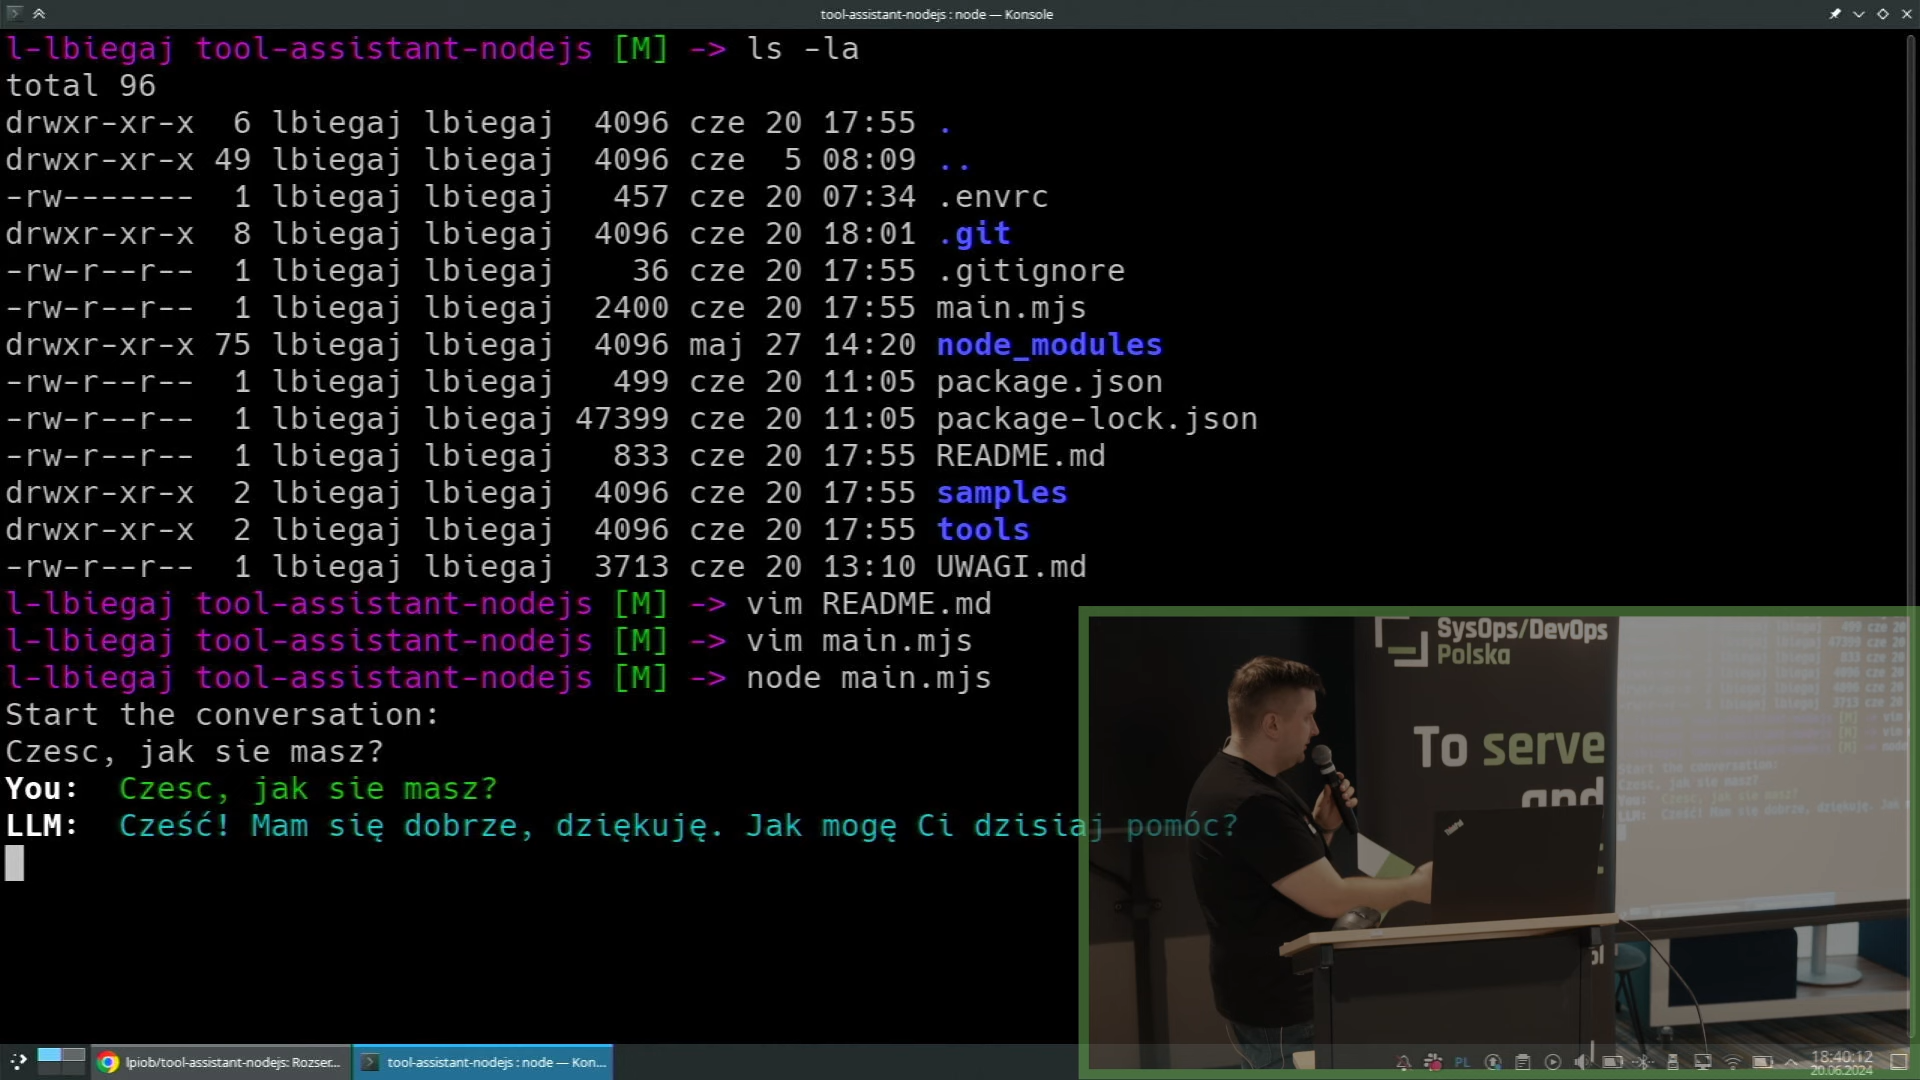 tool-assistant-nodejs : node — Konsole
l-lbiegaj tool-assistant-nodejs [M] -> ls -la
total 96
drwxr-xr-x 6 lbiegaj lbiegaj 4096 cze 20 17:55 .
drwxr-xr-x 49 lbiegaj lbiegaj 4096 cze 5 08:09 ..
-rw------- 1 lbiegaj lbiegaj 457 cze 20 07:34 .envrc
drwxr-xr-x 8 lbiegaj lbiegaj 4096 cze 20 18:01 .git
-rw-r--r-- 1 lbiegaj lbiegaj 36 cze 20 17:55 .gitignore
-rw-r--r-- 1 lbiegaj lbiegaj 2400 cze 20 17:55 main.mjs
drwxr-xr-x 75 lbiegaj lbiegaj 4096 maj 27 14:20 node_modules
-rw-r--r-- 1 lbiegaj lbiegaj 499 cze 20 11:05 package.json
-rw-r--r-- 1 lbiegaj lbiegaj 47399 cze 20 11:05 package-lock.json
-rw-r--r-- 1 lbiegaj lbiegaj 833 cze 20 17:55 README.md
drwxr-xr-x 2 lbiegaj lbiegaj 4096 cze 20 17:55 samples
drwxr-xr-x 2 lbiegaj lbiegaj 4096 cze 20 17:55 tools
-rw-r--r-- 1 lbiegaj lbiegaj 3713 cze 20 13:10 UWAGI.md
l-lbiegaj tool-assistant-nodejs [M] -> vim README.md
l-lbiegaj tool-assistant-nodejs [M] -> vim main.mjs
l-lbiegaj tool-assistant-nodejs [M] -> node main.mjs
Start the conversation:
Czesc, jak sie masz?
You: Czesc, jak sie masz?
LLM: Cześć! Mam się dobrze, dziękuję. Jak mogę Ci dzisiaj pomóc?
SysOps/DevOps
Polska
To serve
and
lpiob/tool-assistant-nodejs: Rozser...
tool-assistant-nodejs : node — Kon...
PL
18:40:12
20.06.2024